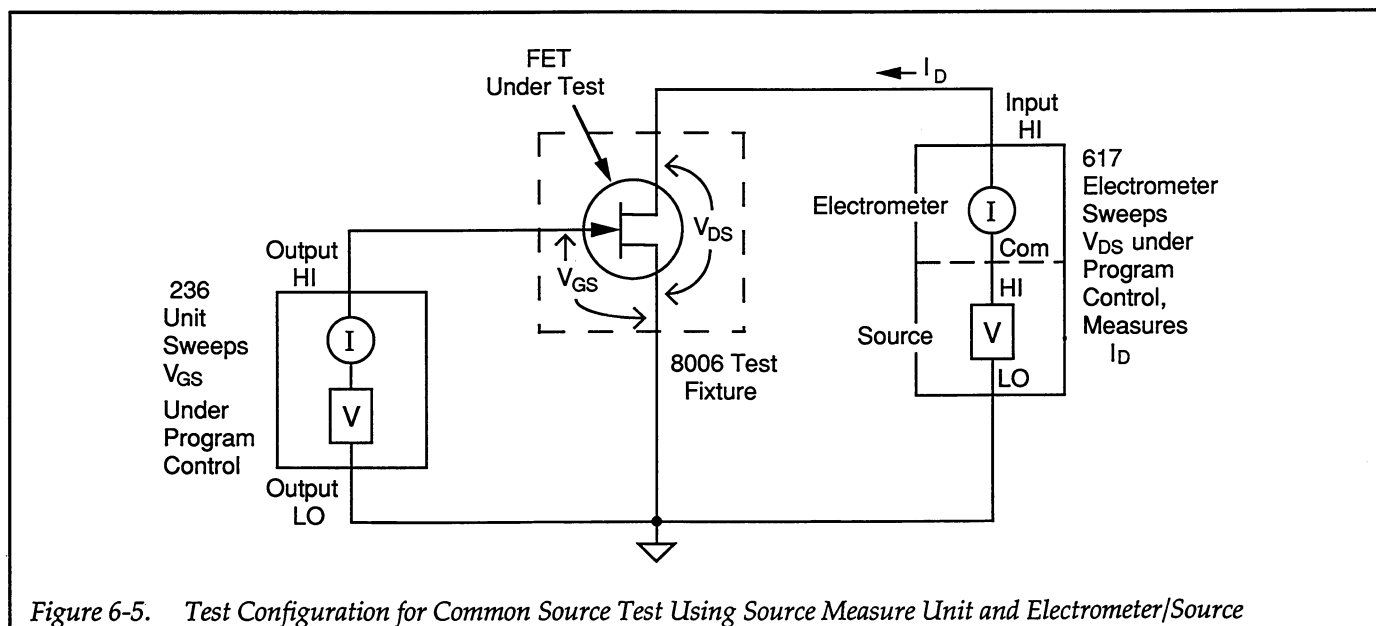 FET
Under Test
I_D
Input
HI
617
Electrometer
Sweeps
V_DS under
Program
Control,
Measures
I_D
Electrometer
I
Com
HI
Source
V
LO
V_DS
V_GS
Output
HI
236
Unit
Sweeps
V_GS
Under
Program
Control
I
V
Output
LO
8006 Test
Fixture
Figure 6-5. Test Configuration for Common Source Test Using Source Measure Unit and Electrometer/Source